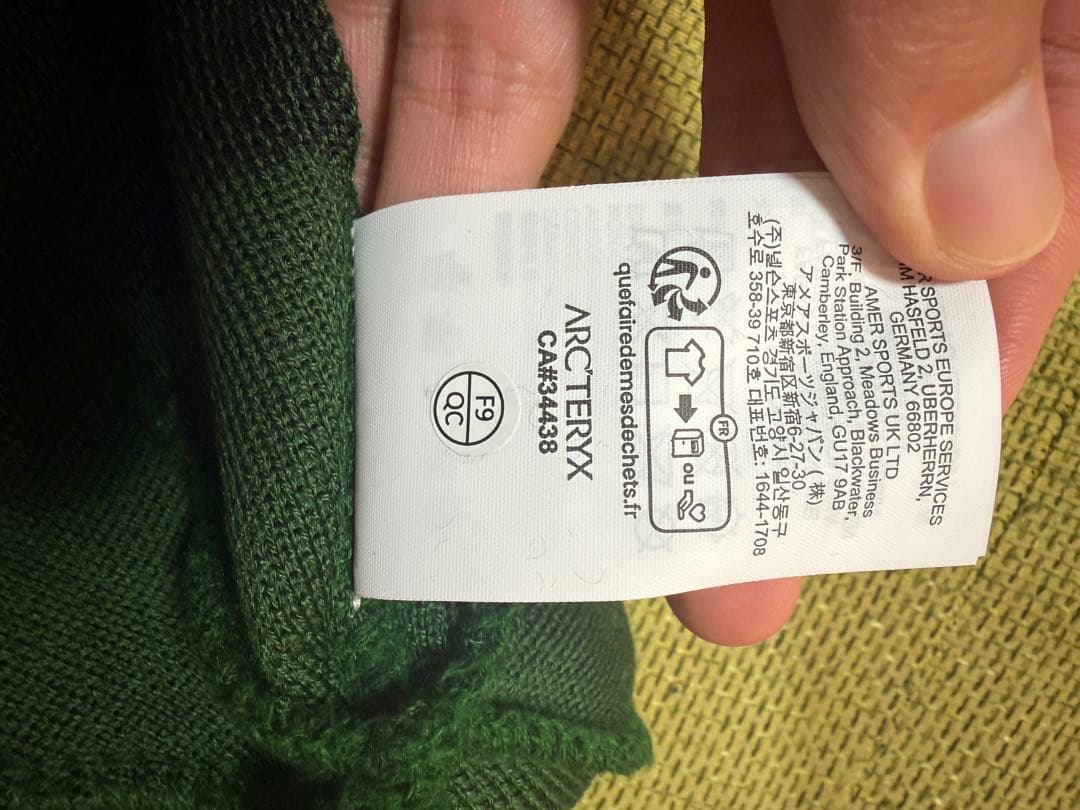 R SPORTS EUROPE SERVICES
M HASFELD 2, UBERHERRN,
GERMANY 66802
AMER SPORTS UK LTD
3/F, Building 2, Meadows Business
Park Station Approach, Blackwater,
Camberley, England, GU17 9AB
アメアスポーツジャパン ( 株)
東京都新宿区新宿6-27-30
(주)넬슨스포츠 경기도 고양시 일산동구
호수로 358-39 710호 대표번호: 1644-1708
FR
ou
quefairedemesdechets.fr
ARC'TERYX
CA#34438
F9
QC